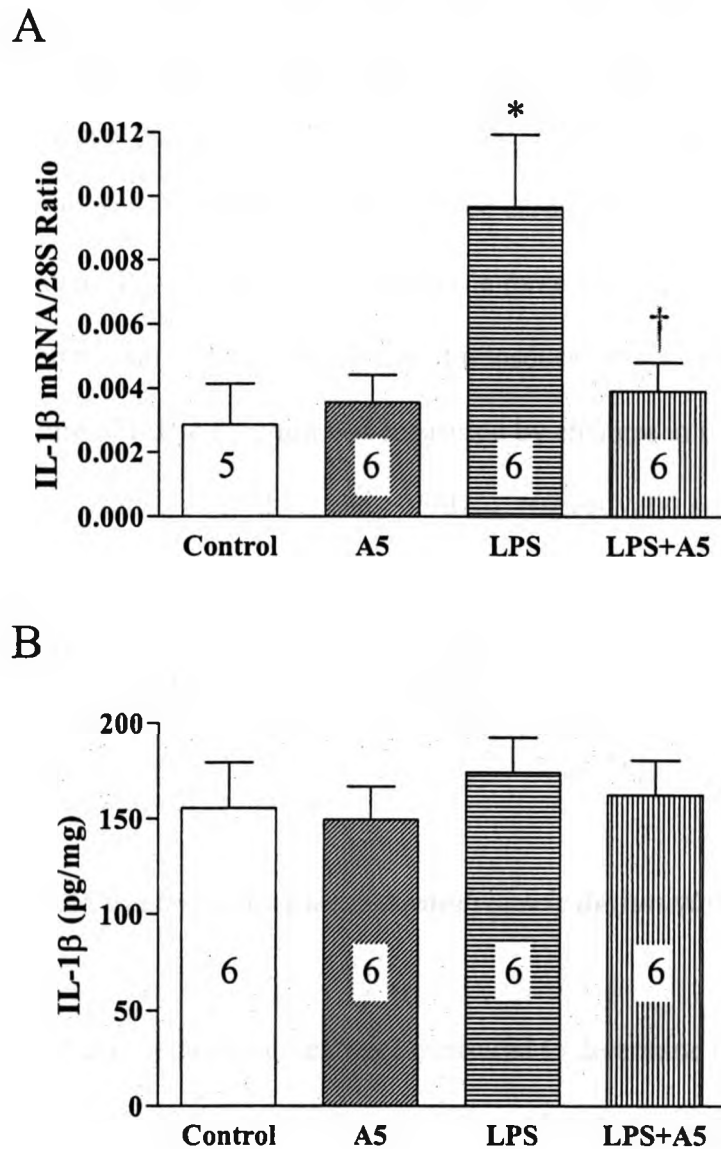 A
*
0.012
0.010
0.008
0.006
0.004
0.002
0.000
IL-1β mRNA/28S Ratio
†
5 6 6 6
Control A5 LPS LPS+A5
B
200
150
100
50
0
IL-1β (pg/mg)
6 6 6 6
Control A5 LPS LPS+A5